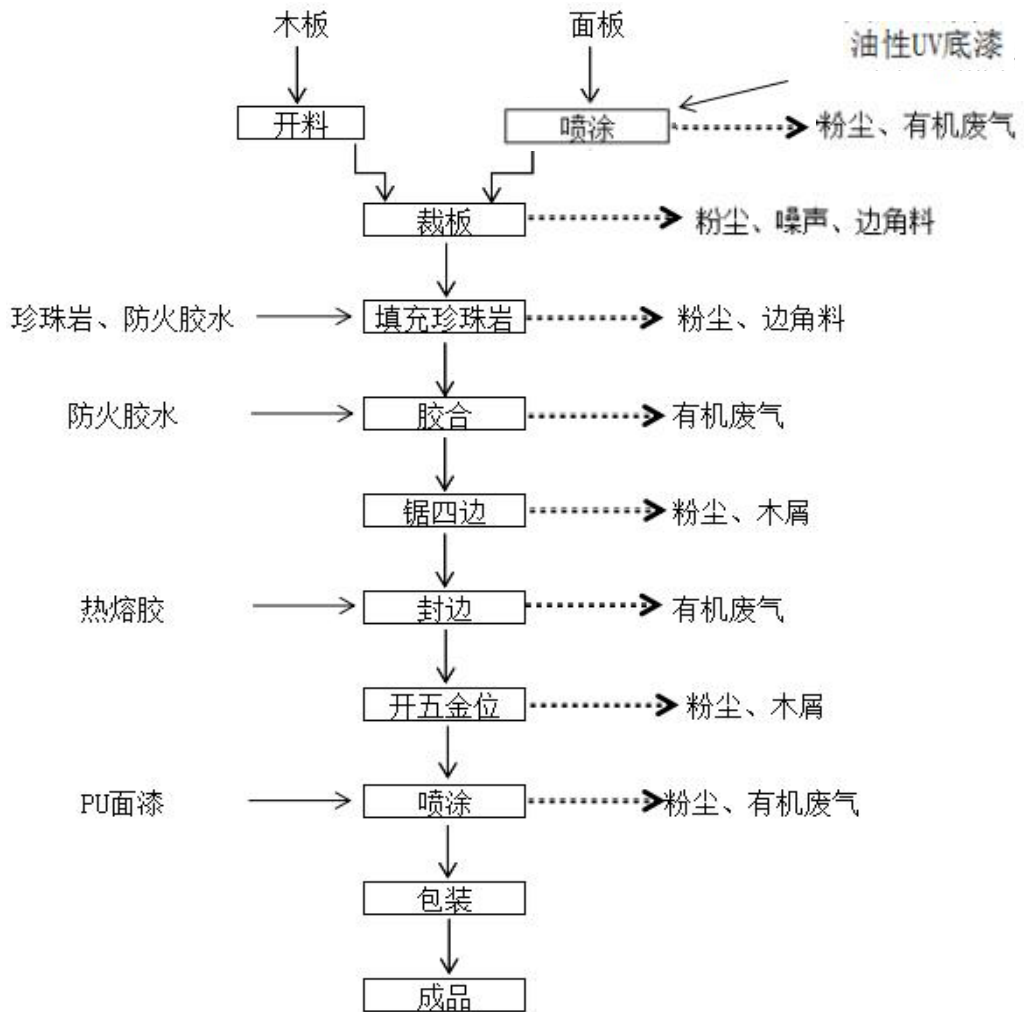 木板
面板
油性UV底漆
开料
喷涂
粉尘、有机废气
裁板
粉尘、噪声、边角料
珍珠岩、防火胶水
填充珍珠岩
粉尘、边角料
防火胶水
胶合
有机废气
锯四边
粉尘、木屑
热熔胶
封边
有机废气
开五金位
粉尘、木屑
PU面漆
喷涂
粉尘、有机废气
包装
成品